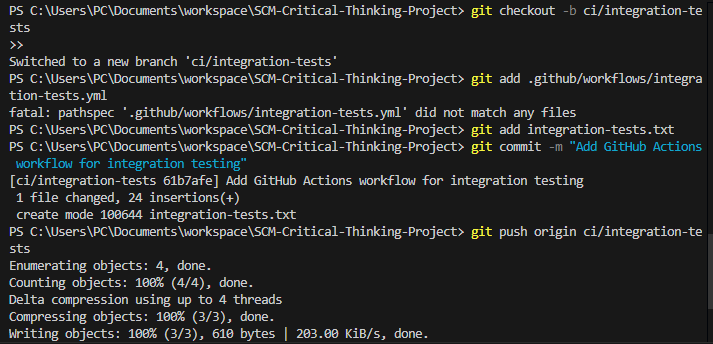 PS C:\Users\PC\Documents\workspace\SCM-Critical-Thinking-Project> git checkout -b ci/integration-te
sts
>>
Switched to a new branch 'ci/integration-tests'
PS C:\Users\PC\Documents\workspace\SCM-Critical-Thinking-Project> git add .github/workflows/integra
tion-tests.yml
fatal: pathspec '.github/workflows/integration-tests.yml' did not match any files
PS C:\Users\PC\Documents\workspace\SCM-Critical-Thinking-Project> git add integration-tests.txt
PS C:\Users\PC\Documents\workspace\SCM-Critical-Thinking-Project> git commit -m "Add GitHub Actions
 workflow for integration testing"
[ci/integration-tests 61b7afe] Add GitHub Actions workflow for integration testing
 1 file changed, 24 insertions(+)
 create mode 100644 integration-tests.txt
PS C:\Users\PC\Documents\workspace\SCM-Critical-Thinking-Project> git push origin ci/integration-te
sts
Enumerating objects: 4, done.
Counting objects: 100% (4/4), done.
Delta compression using up to 4 threads
Compressing objects: 100% (3/3), done.
Writing objects: 100% (3/3), 610 bytes | 203.00 KiB/s, done.